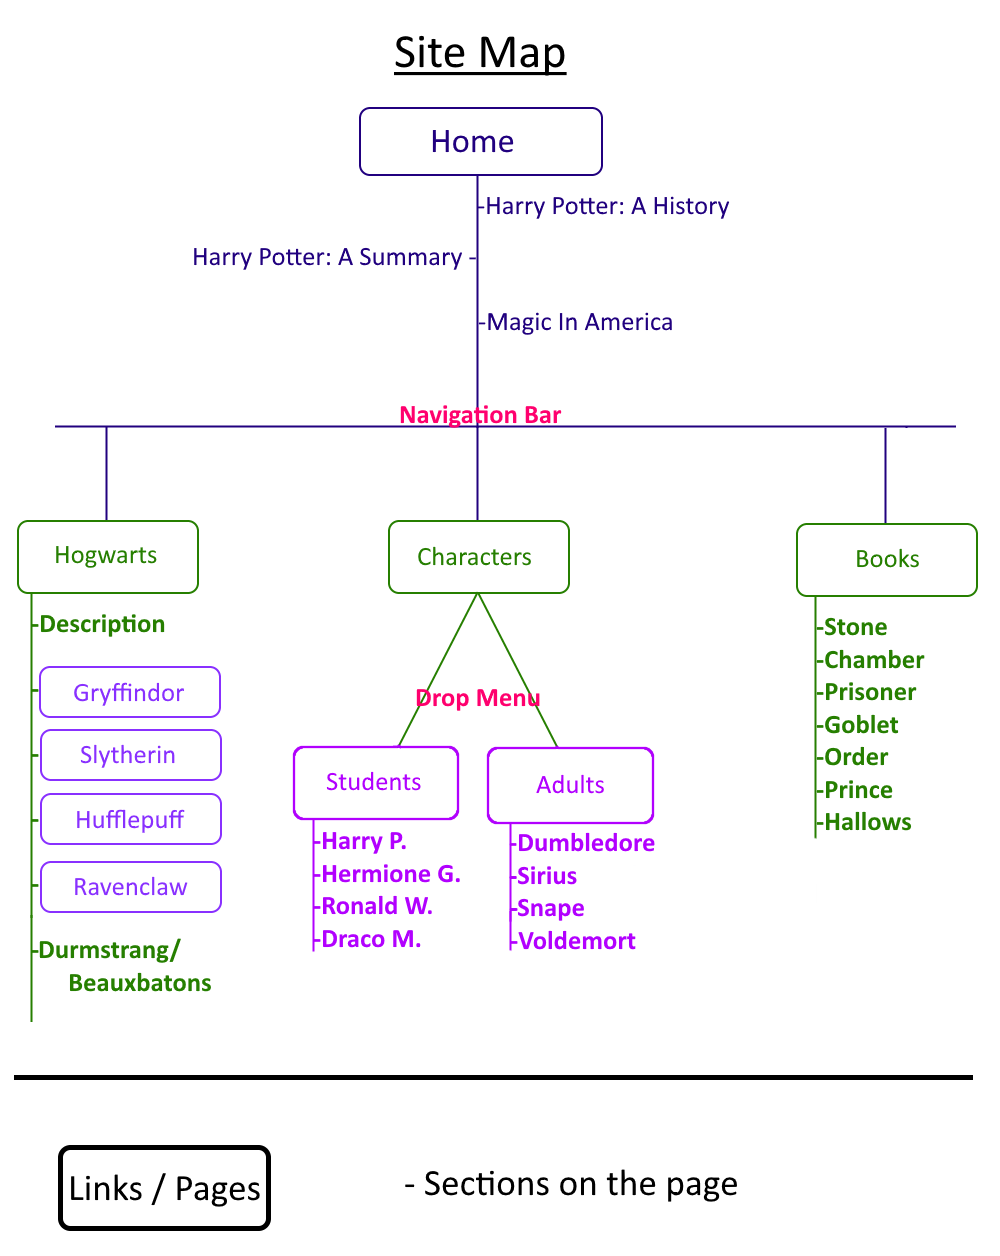 Site Map
Home
-Harry Potter: A History
Harry Potter: A Summary -
-Magic In America
Navigation Bar
Hogwarts
-Description
Gryffindor
Slytherin
Hufflepuff
Ravenclaw
-Durmstrang/
Beauxbatons
Characters
Drop Menu
Students
-Harry P.
-Hermione G.
-Ronald W.
-Draco M.
Adults
-Dumbledore
-Sirius
-Snape
-Voldemort
Books
-Stone
-Chamber
-Prisoner
-Goblet
-Order
-Prince
-Hallows
Links / Pages
- Sections on the page